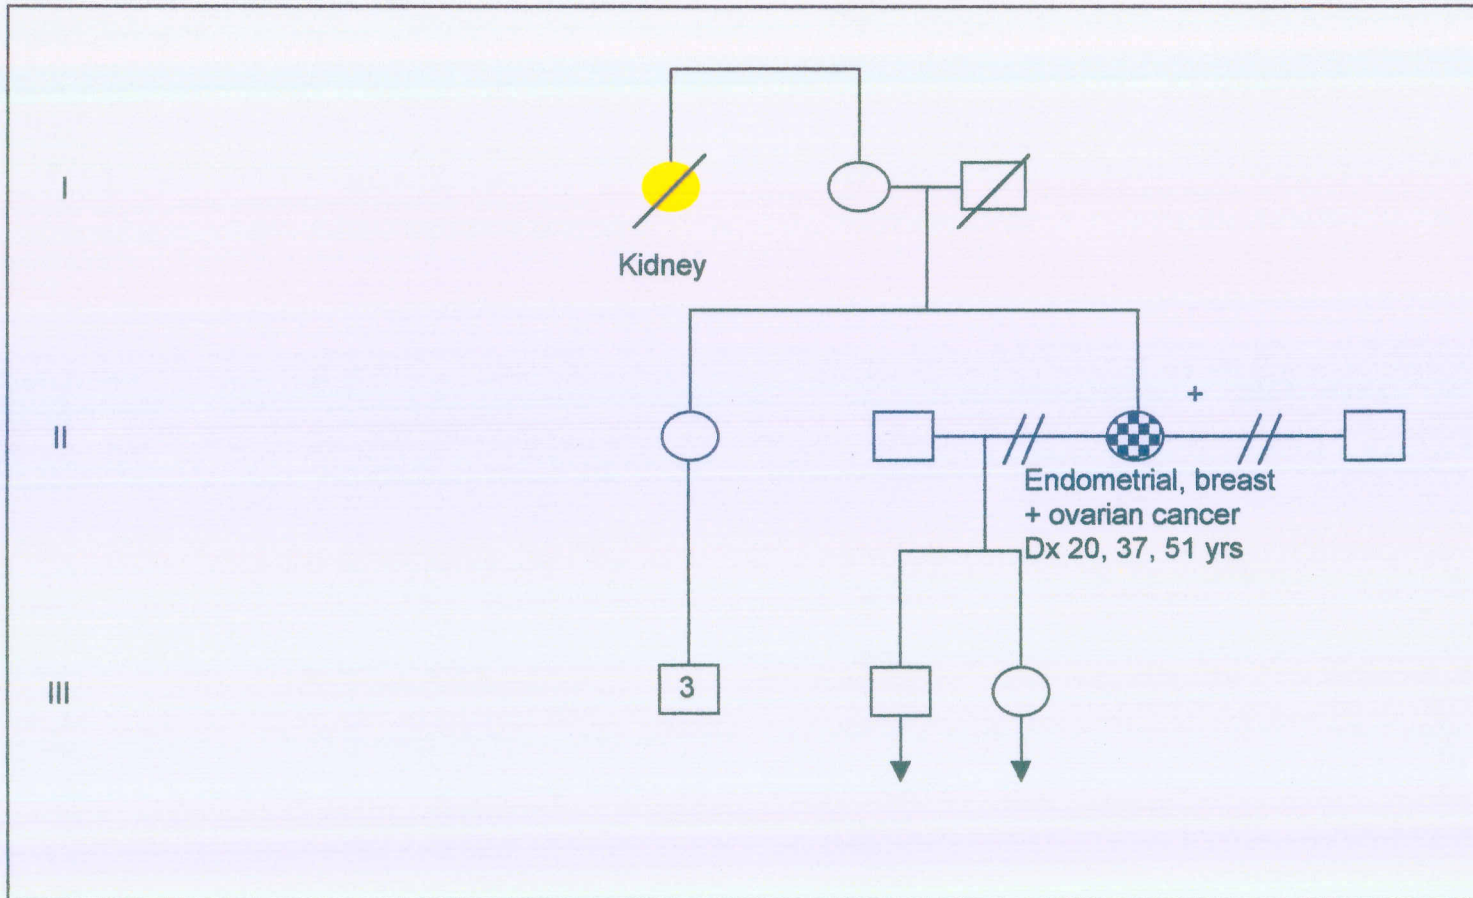 I
Kidney
II
+
Endometrial, breast
+ ovarian cancer
Dx 20, 37, 51 yrs
III
3